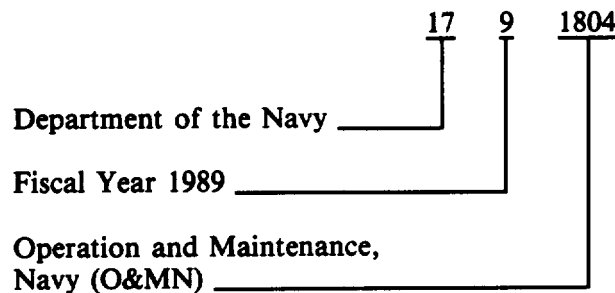 17 9 1804
Department of the Navy
Fiscal Year 1989
Operation and Maintenance,
Navy (O&MN)